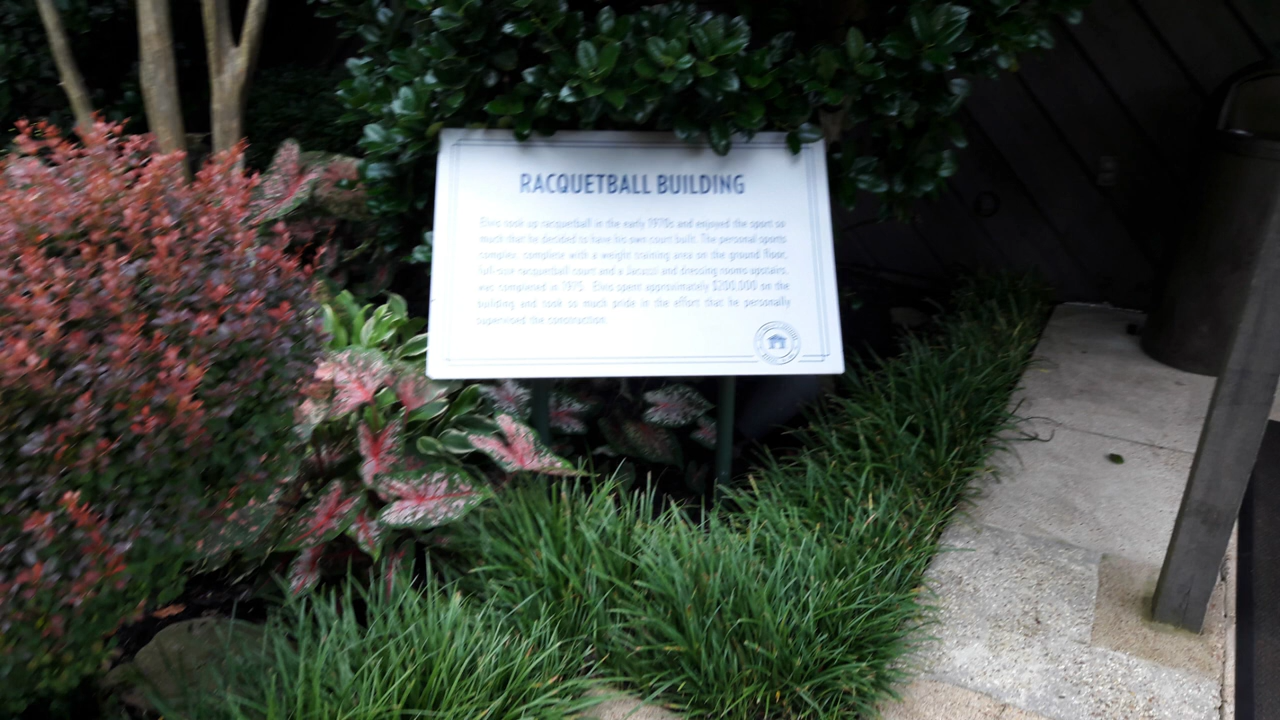 RACQUETBALL BUILDING
Elvis took up racquetball in the early 1970s and enjoyed the sport so
much that he decided to have his own court built. The personal sports
complex, complete with a weight training area on the ground floor,
full-size racquetball court and a Jacuzzi and dressing rooms upstairs,
was completed in 1975. Elvis spent approximately $200,000 on the
building and took so much pride in the effort that he personally
supervised the construction.